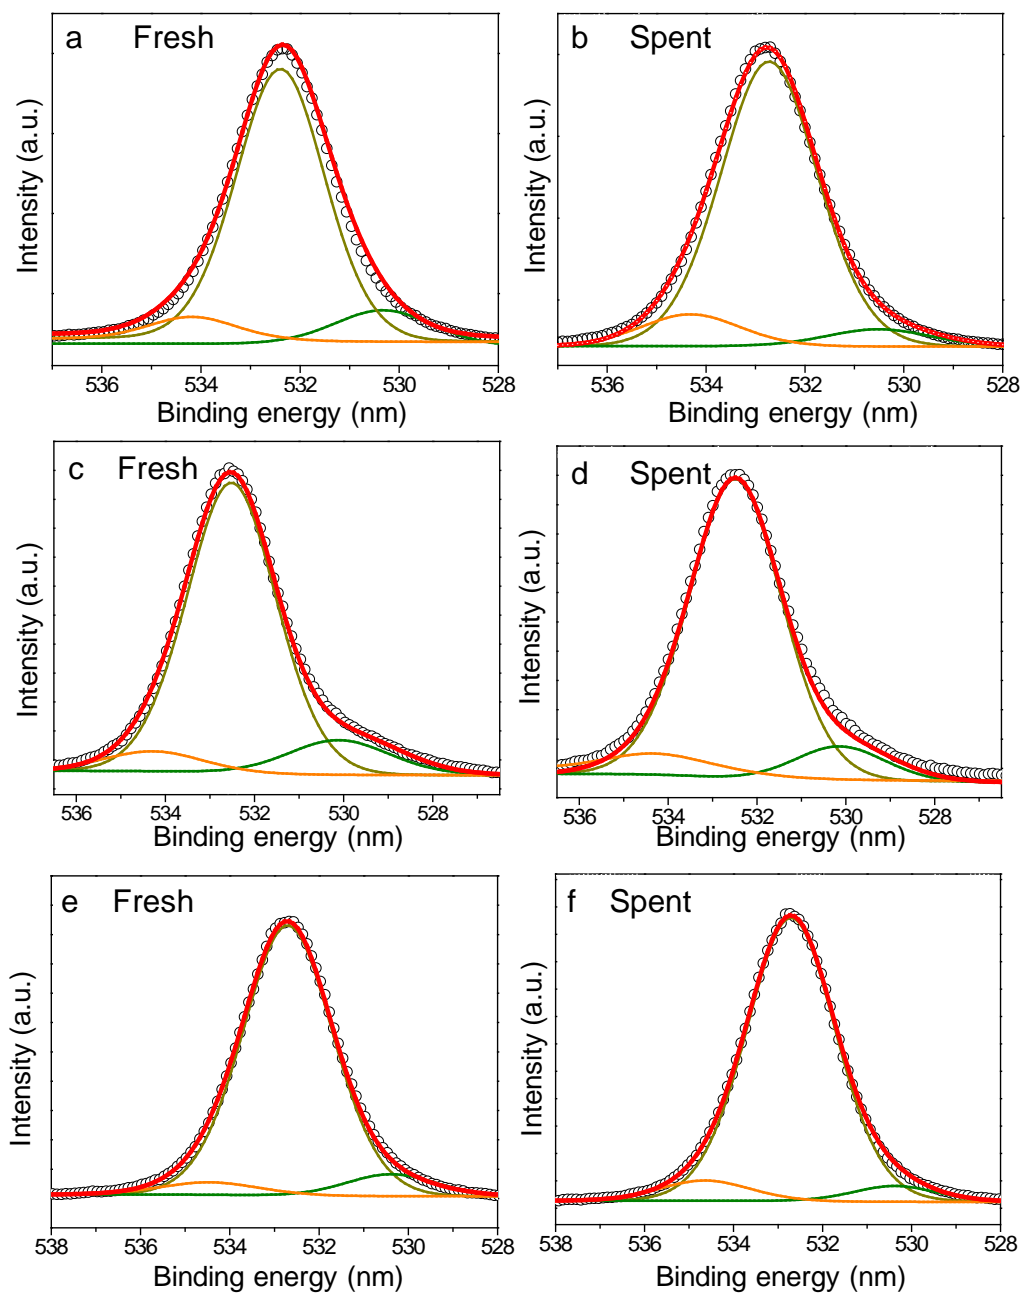 a Fresh
Intensity (a.u.)
536 534 532 530 528
Binding energy (nm)
b Spent
Intensity (a.u.)
536 534 532 530 528
Binding energy (nm)
c Fresh
Intensity (a.u.)
536 534 532 530 528
Binding energy (nm)
d Spent
Intensity (a.u.)
536 534 532 530 528
Binding energy (nm)
e Fresh
Intensity (a.u.)
538 536 534 532 530 528
Binding energy (nm)
f Spent
Intensity (a.u.)
538 536 534 532 530 528
Binding energy (nm)